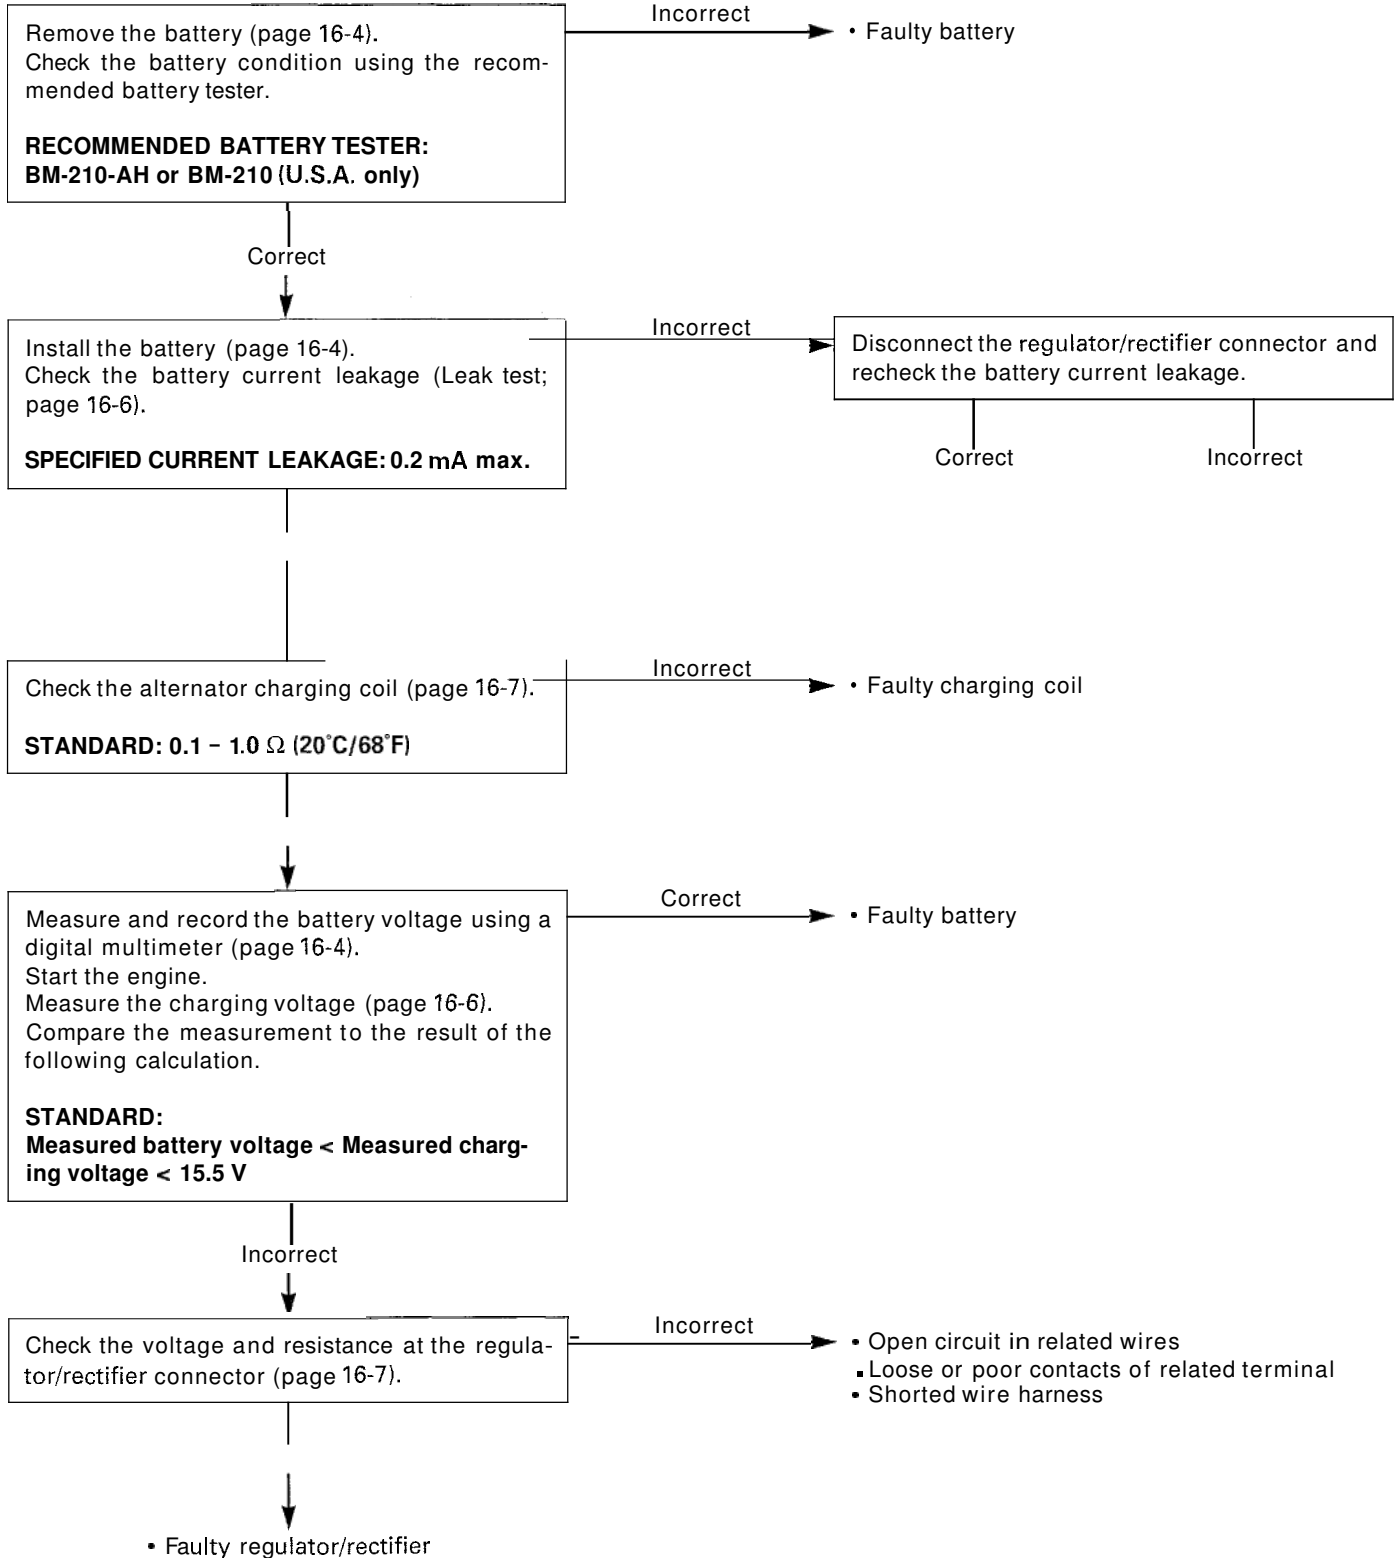 Remove the battery (page 16-4).
Check the battery condition using the recom-
mended battery tester.
RECOMMENDED BATTERY TESTER:
BM-210-AH or BM-210 (U.S.A. only)
Incorrect
• Faulty battery
Correct
Install the battery (page 16-4).
Check the battery current leakage (Leak test;
page 16-6).
SPECIFIED CURRENT LEAKAGE: 0.2 mA max.
Incorrect
Disconnect the regulator/rectifier connector and
recheck the battery current leakage.
Correct
Incorrect
Check the alternator charging coil (page 16-7).
STANDARD: 0.1 – 1.0 Ω (20°C/68°F)
Incorrect
• Faulty charging coil
Measure and record the battery voltage using a
digital multimeter (page 16-4).
Start the engine.
Measure the charging voltage (page 16-6).
Compare the measurement to the result of the
following calculation.
STANDARD:
Measured battery voltage < Measured charg-
ing voltage < 15.5 V
Correct
• Faulty battery
Incorrect
Check the voltage and resistance at the regula-
tor/rectifier connector (page 16-7).
Incorrect
• Open circuit in related wires
• Loose or poor contacts of related terminal
• Shorted wire harness
• Faulty regulator/rectifier